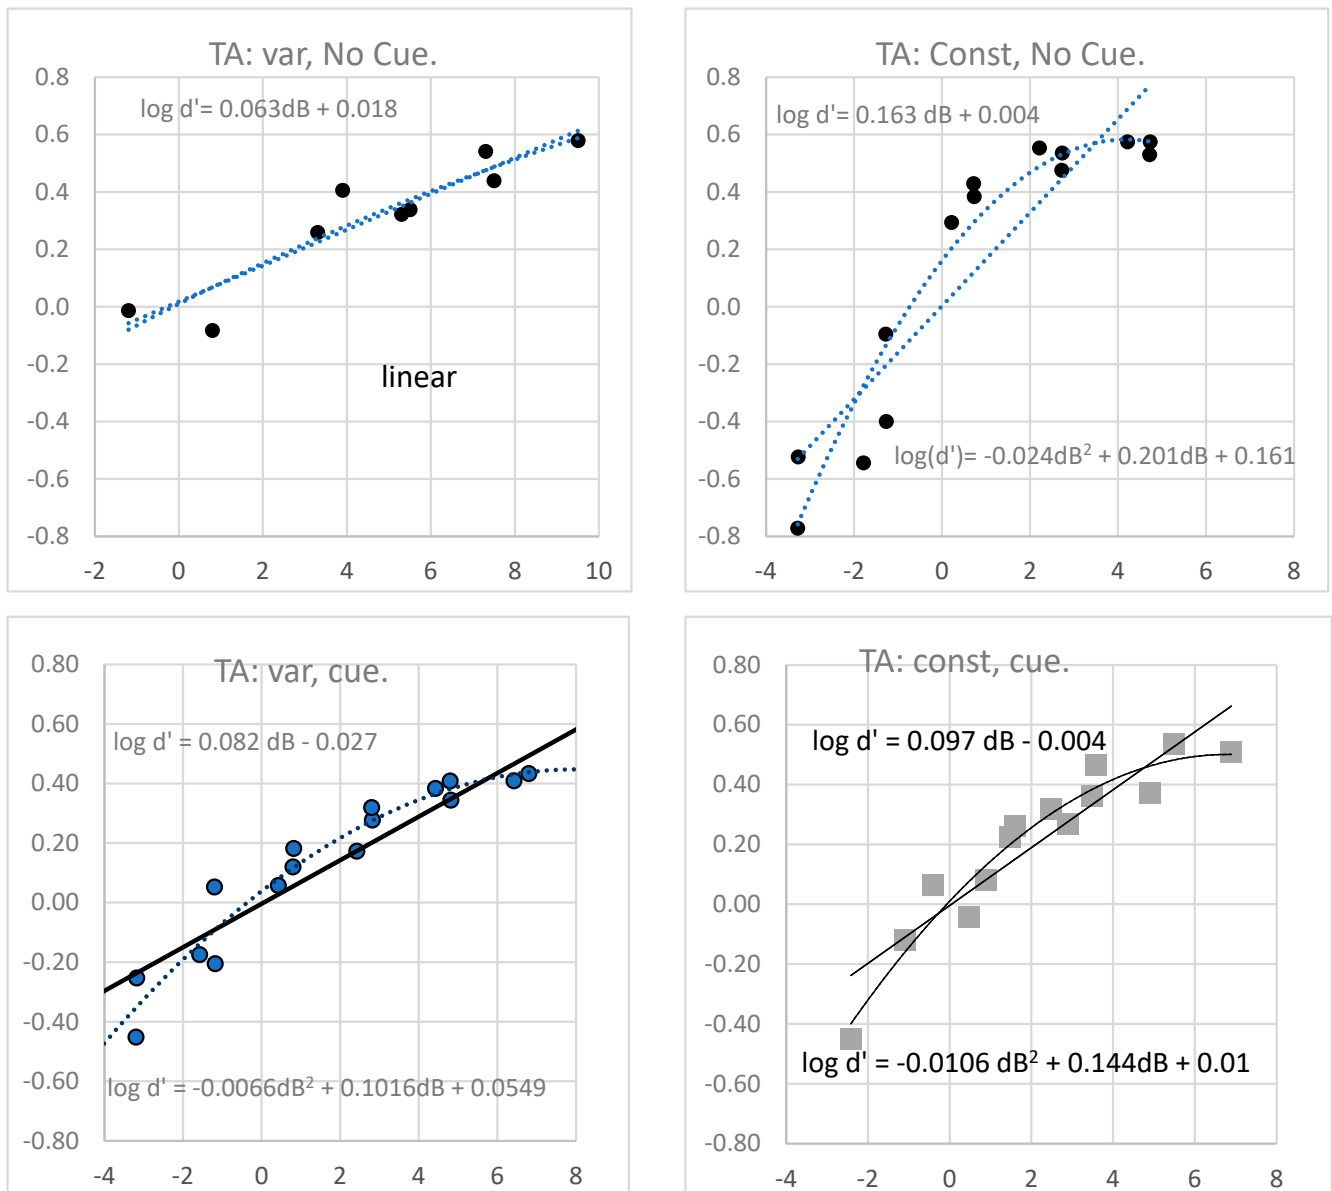 TA: var, No Cue.
log d'= 0.063dB + 0.018
0.8
0.6
0.4
0.2
0.0
-0.2
-0.4
-0.6
-0.8
linear
-2 0 2 4 6 8 10
TA: Const, No Cue.
log d'= 0.163 dB + 0.004
0.8
0.6
0.4
0.2
0.0
-0.2
-0.4
-0.6
-0.8
log(d')= -0.024dB² + 0.201dB + 0.161
-4 -2 0 2 4 6 8
TA: var, cue.
log d' = 0.082 dB - 0.027
0.80
0.60
0.40
0.20
0.00
-0.20
-0.40
-0.60
-0.80
log d' = -0.0066dB² + 0.1016dB + 0.0549
-4 -2 0 2 4 6 8
TA: const, cue.
log d' = 0.097 dB - 0.004
0.80
0.60
0.40
0.20
0.00
-0.20
-0.40
-0.60
-0.80
log d' = -0.0106 dB² + 0.144dB + 0.01
-4 -2 0 2 4 6 8